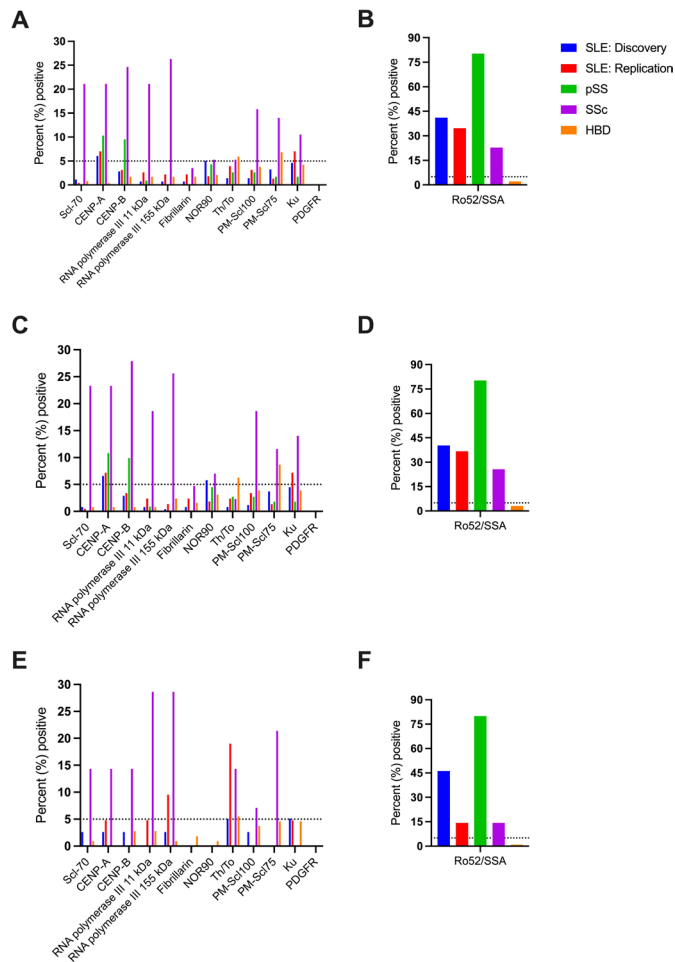 A
B
Percent (%) positive
30
25
20
15
10
5
0
Scl-70
CENP-A
CENP-B
RNA polymerase III 11 kDa
RNA polymerase III 155 kDa
Fibrillarin
NOR90
Th/To
PM-Scl100
PM-Scl75
Ku
PDGFR
Percent (%) positive
90
75
60
45
30
15
0
Ro52/SSA
SLE: Discovery
SLE: Replication
pSS
SSc
HBD
C
D
Percent (%) positive
30
25
20
15
10
5
0
Scl-70
CENP-A
CENP-B
RNA polymerase III 11 kDa
RNA polymerase III 155 kDa
Fibrillarin
NOR90
Th/To
PM-Scl100
PM-Scl75
Ku
PDGFR
Percent (%) positive
90
75
60
45
30
15
0
Ro52/SSA
E
F
Percent (%) positive
30
25
20
15
10
5
0
Scl-70
CENP-A
CENP-B
RNA polymerase III 11 kDa
RNA polymerase III 155 kDa
Fibrillarin
NOR90
Th/To
PM-Scl100
PM-Scl75
Ku
PDGFR
Percent (%) positive
90
75
60
45
30
15
0
Ro52/SSA